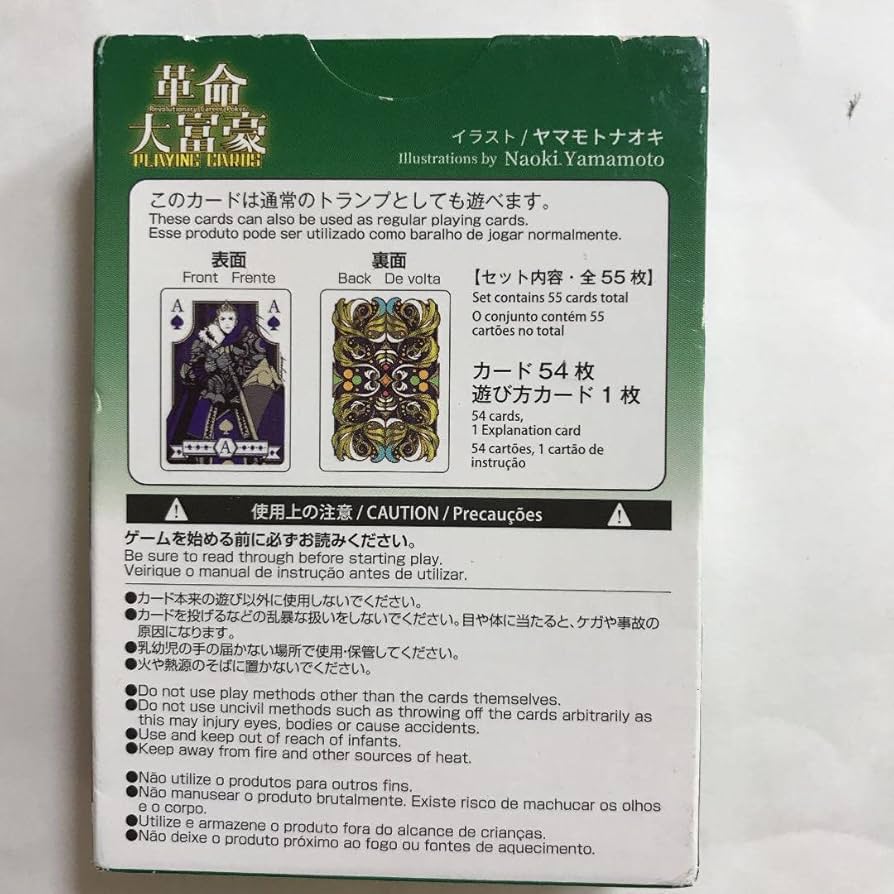 革命
Revolutionary Career Poker
大富豪
PLAYING CARDS
イラスト/ヤマモトナオキ
Illustrations by Naoki Yamamoto
このカードは通常のトランプとしても遊べます。
These cards can also be used as regular playing cards.
Esse produto pode ser utilizado como baralho de jogar normalmente.
表面
Front Frente
裏面
Back De volta
A
A
A
【セット内容・全55枚】
Set contains 55 cards total
O conjunto contém 55
cartões no total
カード54枚
遊び方カード1枚
54 cards,
1 Explanation card
54 cartões, 1 cartão de
instrução
使用上の注意/CAUTION/Precauções
ゲームを始める前に必ずお読みください。
Be sure to read through before starting play.
Veirique o manual de instrução antes de utilizar.
●カード本来の遊び以外に使用しないでください。
●カードを投げるなどの乱暴な扱いをしないでください。目や体に当たると、ケガや事故の
原因になります。
●乳幼児の手の届かない場所で使用・保管してください。
●火や熱源のそばに置かないでください。
●Do not use play methods other than the cards themselves.
●Do not use uncivil methods such as throwing off the cards arbitrarily as
this may injury eyes, bodies or cause accidents.
●Use and keep out of reach of infants.
●Keep away from fire and other sources of heat.
●Não utilize o produtos para outros fins.
●Não manusear o produto brutalmente. Existe risco de machucar os olhos
e o corpo.
●Utilize e armazene o produto fora do alcance de crianças.
●Não deixe o produto próximo ao fogo ou fontes de aquecimento.